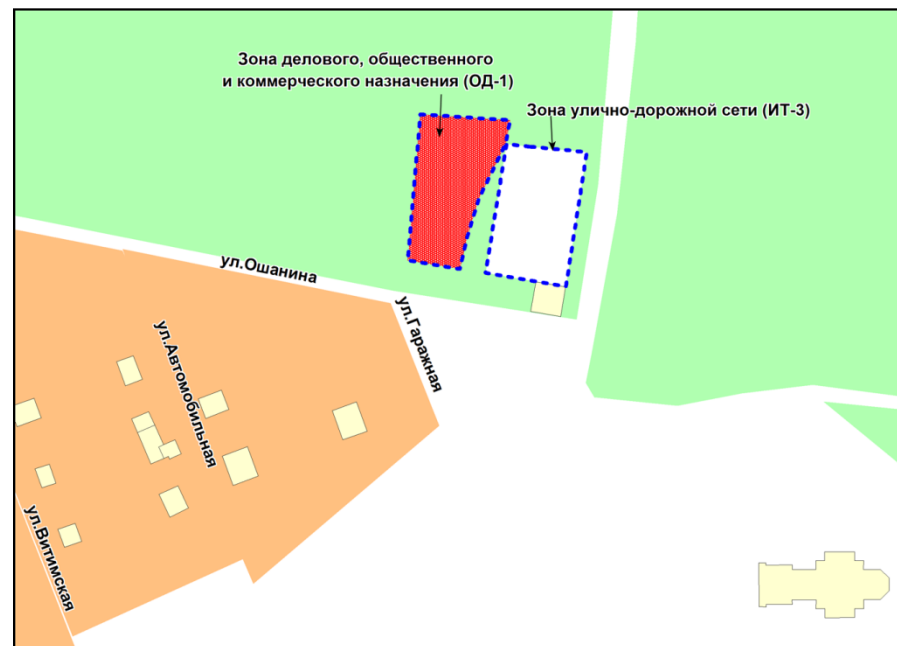 Зона делового, общественного
и коммерческого назначения (ОД-1)
Зона улично-дорожной сети (ИТ-3)
ул.Ошанина
ул.Гаражная
ул.Автомобильная
ул.Витимская